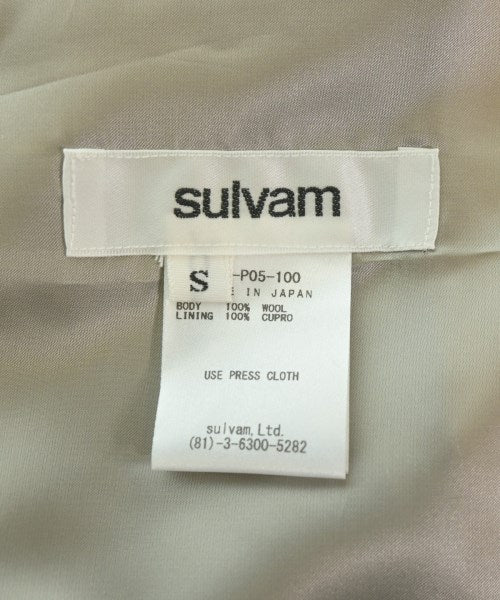 sulvam
S
-P05-100
E IN JAPAN
BODY 100% WOOL
LINING 100% CUPRO
USE PRESS CLOTH
sulvam,Ltd.
(81)-3-6300-5282